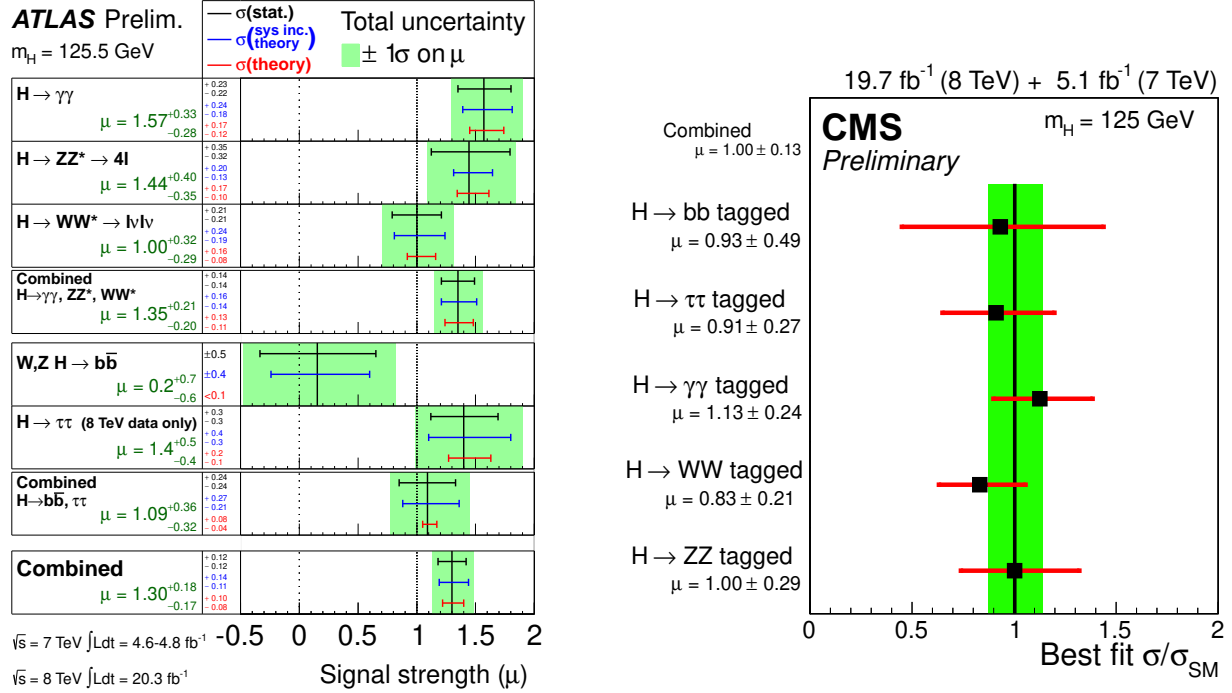 ATLAS Prelim.
m_H = 125.5 GeV
σ(stat.)
σ(sys inc. theory)
σ(theory)
Total uncertainty
± 1σ on μ
H → γγ
μ = 1.57 +0.33 −0.28
+ 0.23 − 0.22
+ 0.24 − 0.18
+ 0.17 − 0.12
H → ZZ* → 4l
μ = 1.44 +0.40 −0.35
+ 0.35 − 0.32
+ 0.20 − 0.13
+ 0.17 − 0.10
H → WW* → lνlν
μ = 1.00 +0.32 −0.29
+ 0.21 − 0.21
+ 0.24 − 0.19
+ 0.16 − 0.08
Combined
H→γγ, ZZ*, WW*
μ = 1.35 +0.21 −0.20
+ 0.14 − 0.14
+ 0.16 − 0.14
+ 0.13 − 0.11
W,Z H → bb̅
μ = 0.2 +0.7 −0.6
±0.5
±0.4
<0.1
H → ττ (8 TeV data only)
μ = 1.4 +0.5 −0.4
+ 0.3 − 0.3
+ 0.4 − 0.3
+ 0.2 − 0.1
Combined
H→bb̅, ττ
μ = 1.09 +0.36 −0.32
+ 0.24 − 0.24
+ 0.27 − 0.21
+ 0.08 − 0.04
Combined
μ = 1.30 +0.18 −0.17
+ 0.12 − 0.12
+ 0.14 − 0.11
+ 0.10 − 0.08
-0.5 0 0.5 1 1.5 2
√s = 7 TeV ∫Ldt = 4.6-4.8 fb⁻¹
√s = 8 TeV ∫Ldt = 20.3 fb⁻¹
Signal strength (μ)
19.7 fb⁻¹ (8 TeV) + 5.1 fb⁻¹ (7 TeV)
Combined
μ = 1.00 ± 0.13
CMS
Preliminary
m_H = 125 GeV
H → bb tagged
μ = 0.93 ± 0.49
H → ττ tagged
μ = 0.91 ± 0.27
H → γγ tagged
μ = 1.13 ± 0.24
H → WW tagged
μ = 0.83 ± 0.21
H → ZZ tagged
μ = 1.00 ± 0.29
0 0.5 1 1.5 2
Best fit σ/σ_SM